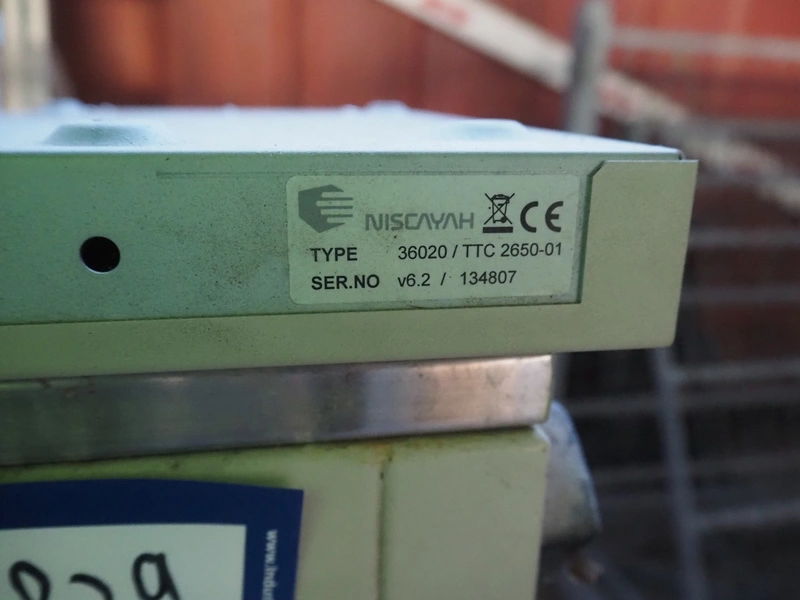 NISCAYAH CE
TYPE 36020 / TTC 2650-01
SER.NO v6.2 / 134807